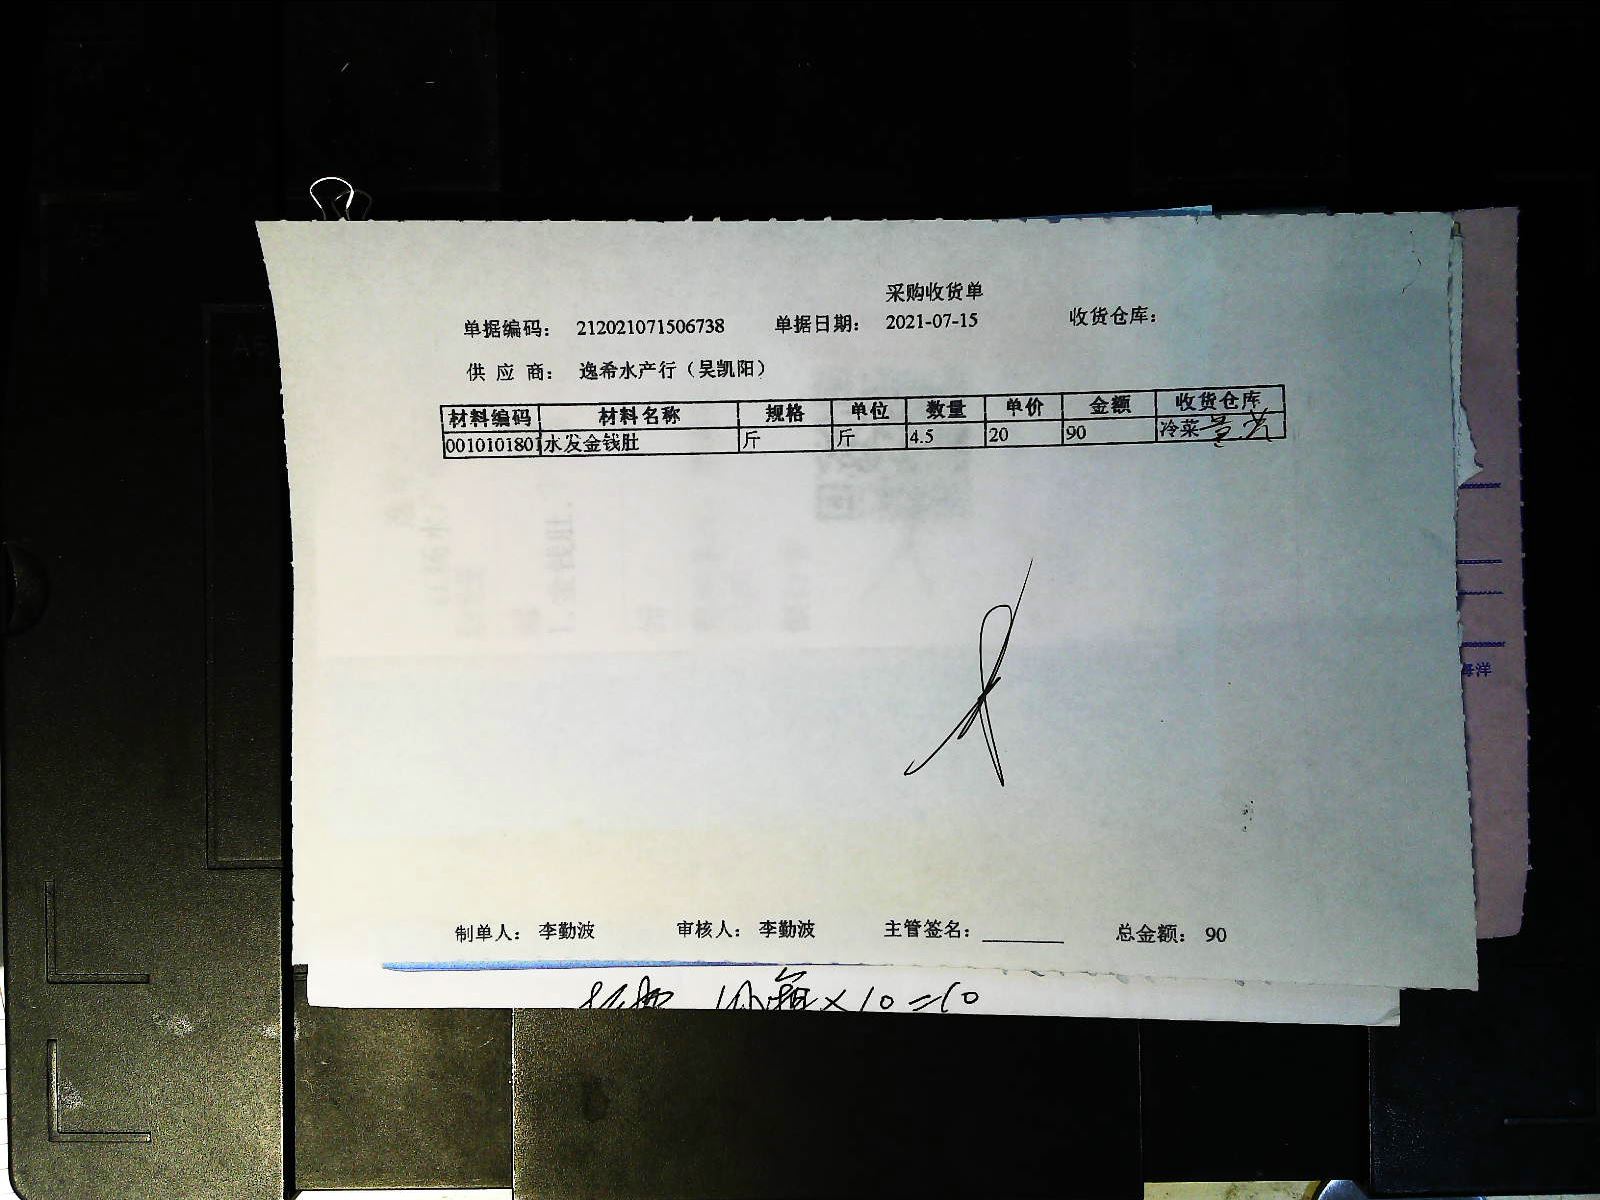 采购收货单
单据编码： 212021071506738 单据日期： 2021-07-15 收货仓库：
供 应 商： 逸希水产行（吴凯阳）
材料编码 材料名称 规格 单位 数量 单价 金额 收货仓库
0010101801 水发金钱肚 斤 斤 4.5 20 90 冷菜
海洋
制单人： 李勤波 审核人： 李勤波 主管签名： 总金额： 90
×10=10